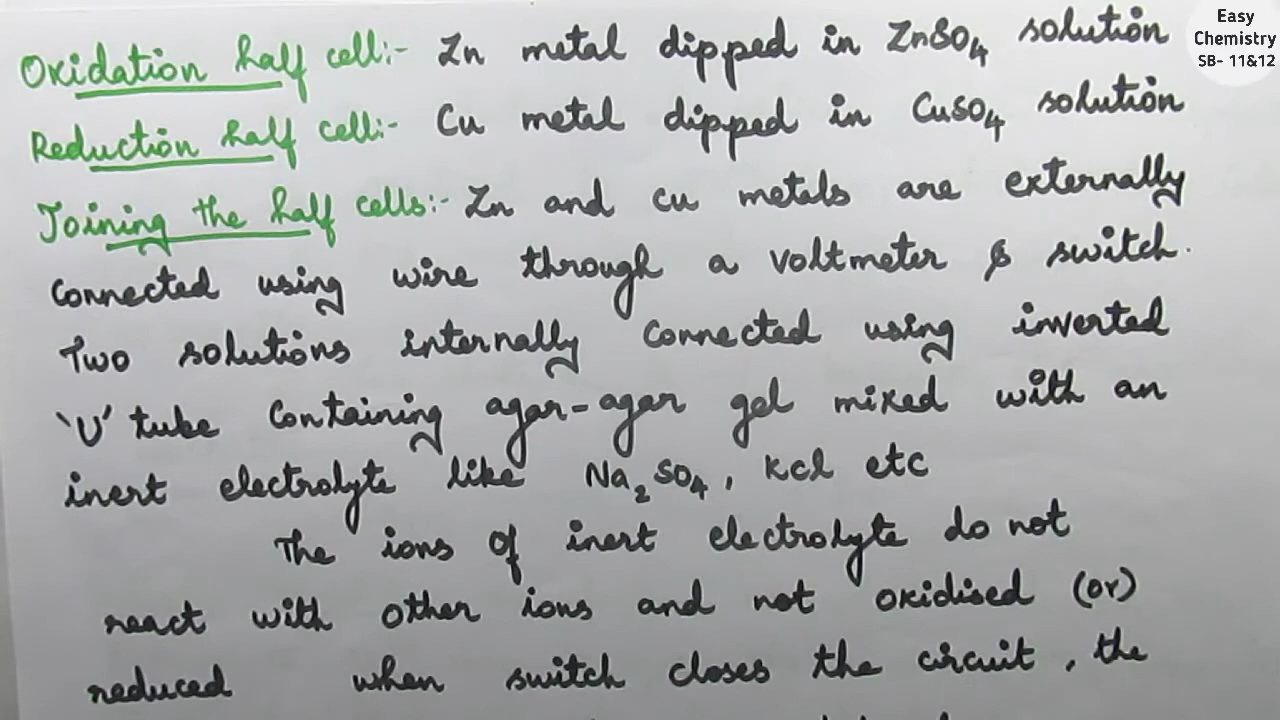 Easy
Chemistry
SB- 11&12
Oxidation half cell:- Zn metal dipped in ZnSO4 solution
Reduction half cell:- Cu metal dipped in CuSO4 solution
Joining the half cells:- Zn and cu metals are externally
connected using wire through a voltmeter & switch.
Two solutions internally connected using inverted
'U' tube containing agar-agar gel mixed with an
inert electrolyte like Na2SO4, Kcl etc
The ions of inert electrolyte do not
react with other ions and not oxidised (or)
reduced when switch closes the circuit, the